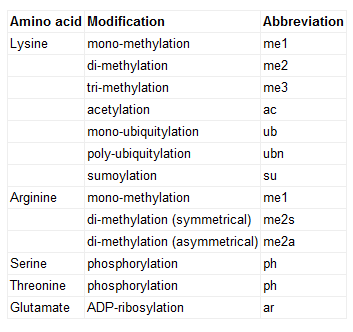 Amino acid Modification Abbreviation
Lysine mono-methylation me1
di-methylation me2
tri-methylation me3
acetylation ac
mono-ubiquitylation ub
poly-ubiquitylation ubn
sumoylation su
Arginine mono-methylation me1
di-methylation (symmetrical) me2s
di-methylation (asymmetrical) me2a
Serine phosphorylation ph
Threonine phosphorylation ph
Glutamate ADP-ribosylation ar